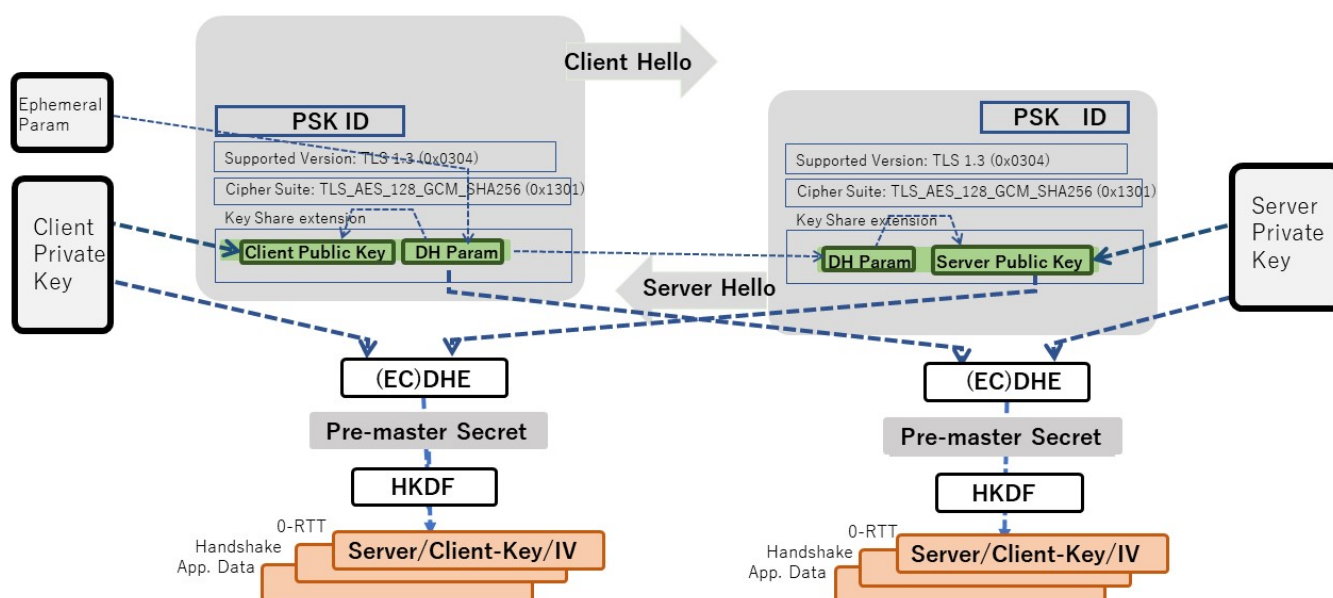 Client Hello
Ephemeral
Param
PSK ID
Supported Version: TLS 1.3 (0x0304)
Cipher Suite: TLS_AES_128_GCM_SHA256 (0x1301)
Key Share extension
Client Public Key
DH Param
Client
Private
Key
PSK ID
Supported Version: TLS 1.3 (0x0304)
Cipher Suite: TLS_AES_128_GCM_SHA256 (0x1301)
Key Share extension
DH Param
Server Public Key
Server
Private
Key
Server Hello
(EC)DHE
Pre-master Secret
HKDF
0-RTT
Handshake
App. Data
Server/Client-Key/IV
(EC)DHE
Pre-master Secret
HKDF
0-RTT
Handshake
App. Data
Server/Client-Key/IV